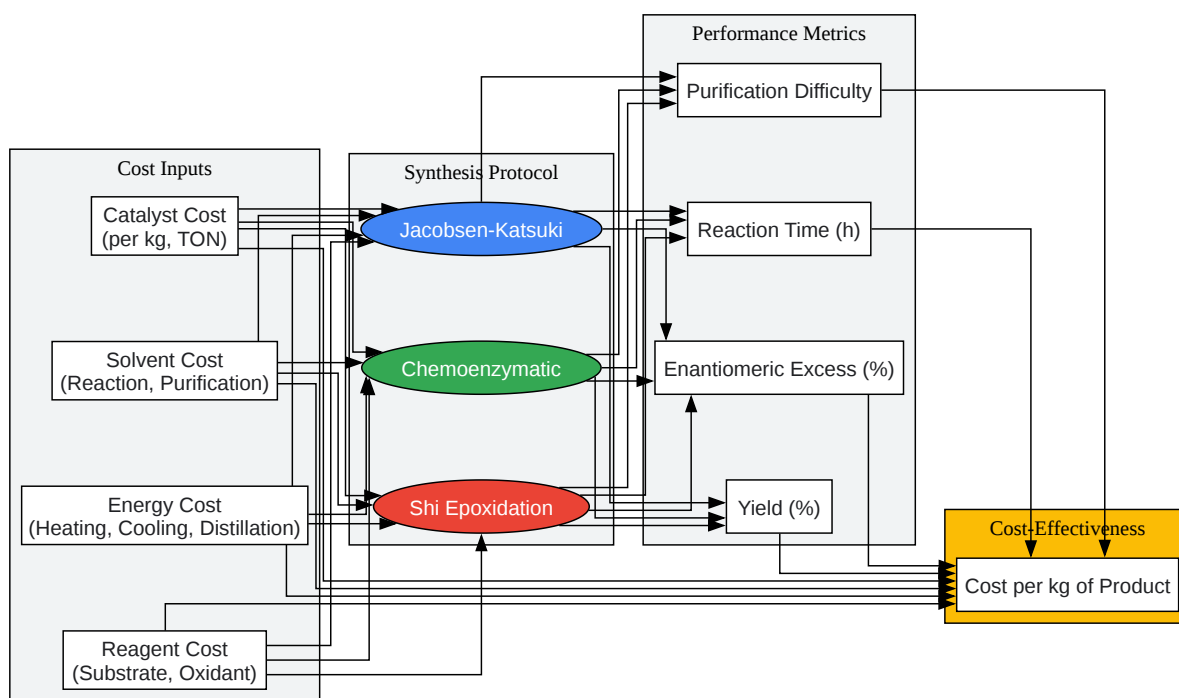 Cost Inputs
Catalyst Cost
(per kg, TON)
Solvent Cost
(Reaction, Purification)
Energy Cost
(Heating, Cooling, Distillation)
Reagent Cost
(Substrate, Oxidant)
Synthesis Protocol
Jacobsen-Katsuki
Chemoenzymatic
Shi Epoxidation
Performance Metrics
Purification Difficulty
Reaction Time (h)
Enantiomeric Excess (%)
Yield (%)
Cost-Effectiveness
Cost per kg of Product